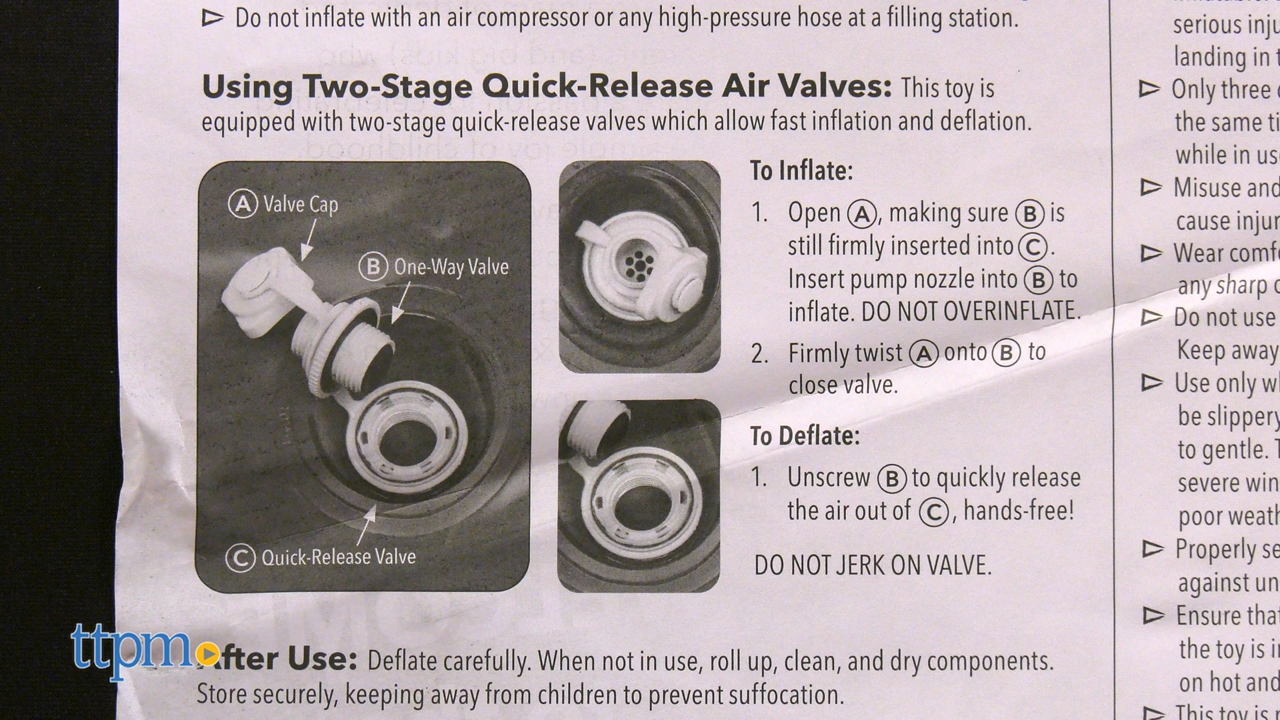 ▻ Do not inflate with an air compressor or any high-pressure hose at a filling station.
Using Two-Stage Quick-Release Air Valves: This toy is
equipped with two-stage quick-release valves which allow fast inflation and deflation.
A Valve Cap
B One-Way Valve
C Quick-Release Valve
To Inflate:
1. Open A, making sure B is
still firmly inserted into C.
Insert pump nozzle into B to
inflate. DO NOT OVERINFLATE.
2. Firmly twist A onto B to
close valve.
To Deflate:
1. Unscrew B to quickly release
the air out of C, hands-free!
DO NOT JERK ON VALVE.
After Use: Deflate carefully. When not in use, roll up, clean, and dry components.
Store securely, keeping away from children to prevent suffocation.
ttpm
serious inju
landing in
▻ Only three
the same ti
while in us
▻ Misuse and
cause injur
▻ Wear comf
any sharp
▻ Do not use
Keep away
▻ Use only w
be slippery
to gentle.
severe win
poor weath
▻ Properly se
against un
▻ Ensure that
the toy is i
on hot and
▻ This toy is